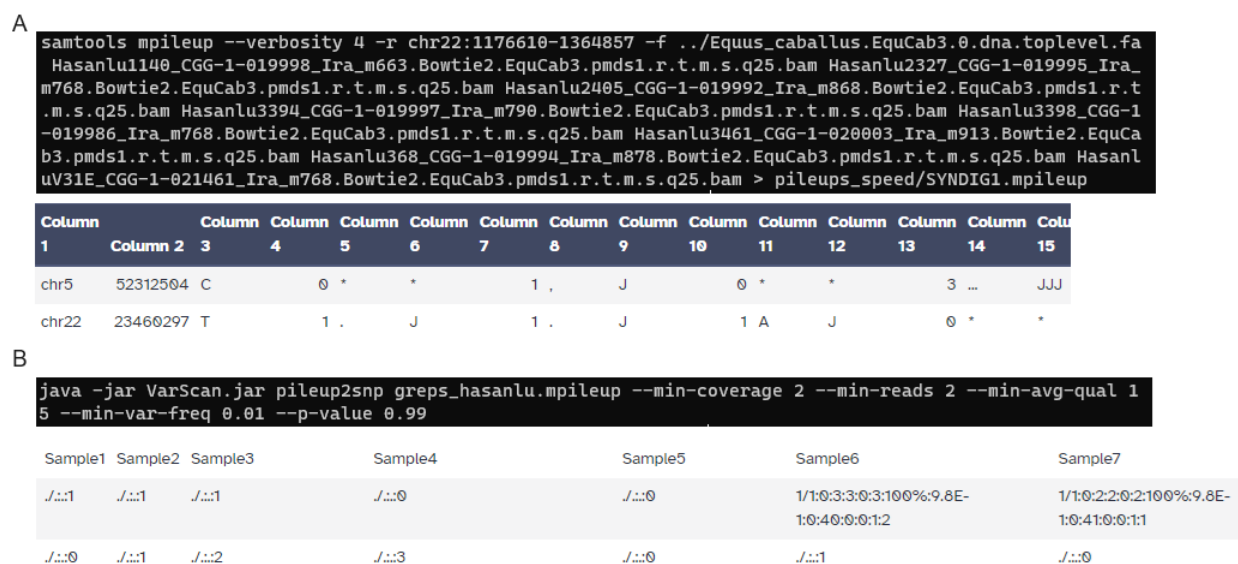 A
samtools mpileup --verbosity 4 -r chr22:1176610-1364857 -f ../Equus_caballus.EquCab3.0.dna.toplevel.fa
Hasanlu1140_CGG-1-019998_Ira_m663.Bowtie2.EquCab3.pmds1.r.t.m.s.q25.bam Hasanlu2327_CGG-1-019995_Ira_
m768.Bowtie2.EquCab3.pmds1.r.t.m.s.q25.bam Hasanlu2405_CGG-1-019992_Ira_m868.Bowtie2.EquCab3.pmds1.r.t
.m.s.q25.bam Hasanlu3394_CGG-1-019997_Ira_m790.Bowtie2.EquCab3.pmds1.r.t.m.s.q25.bam Hasanlu3398_CGG-1
-019986_Ira_m768.Bowtie2.EquCab3.pmds1.r.t.m.s.q25.bam Hasanlu3461_CGG-1-020003_Ira_m913.Bowtie2.EquCa
b3.pmds1.r.t.m.s.q25.bam Hasanlu368_CGG-1-019994_Ira_m878.Bowtie2.EquCab3.pmds1.r.t.m.s.q25.bam Hasanl
uV31E_CGG-1-021461_Ira_m768.Bowtie2.EquCab3.pmds1.r.t.m.s.q25.bam > pileups_speed/SYNDIG1.mpileup
Column Column Column Column Column Column Column Column Column Column Column Column Column Colu
1 Column 2 3 4 5 6 7 8 9 10 11 12 13 14 15
chr5 52312504 C 0 * * 1 , J 0 * * 3 ... JJJ
chr22 23460297 T 1 . J 1 . J 1 A J 0 * *
B
java -jar VarScan.jar pileup2snp greps_hasanlu.mpileup --min-coverage 2 --min-reads 2 --min-avg-qual 1
5 --min-var-freq 0.01 --p-value 0.99
Sample1 Sample2 Sample3 Sample4 Sample5 Sample6 Sample7
./.:.:1 ./.:.:1 ./.:.:1 ./.:.:0 ./.:.:0 1/1:0:3:3:0:3:100%:9.8E- 1/1:0:2:2:0:2:100%:9.8E-
1:0:40:0:0:1:2 1:0:41:0:0:1:1
./.:.:0 ./.:.:1 ./.:.:2 ./.:.:3 ./.:.:0 ./.:.:1 ./.:.:0